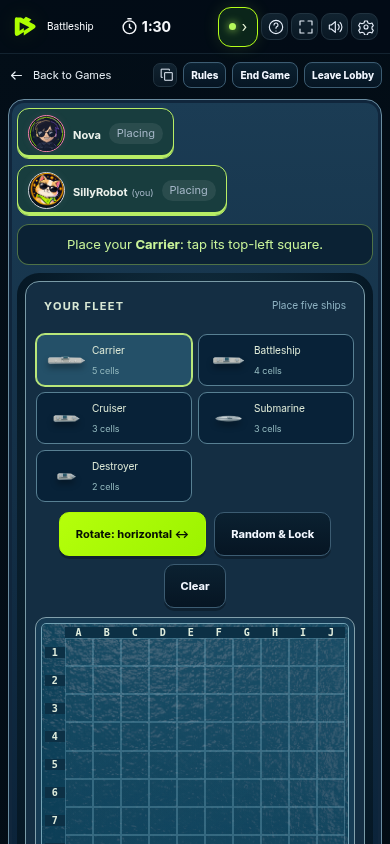 Battleship
1:30
›
Back to Games
Rules
End Game
Leave Lobby
Nova
Placing
SillyRobot (you)
Placing
Place your Carrier: tap its top-left square.
YOUR FLEET
Place five ships
Carrier
5 cells
Battleship
4 cells
Cruiser
3 cells
Submarine
3 cells
Destroyer
2 cells
Rotate: horizontal ↔
Random & Lock
Clear
A B C D E F G H I J
1
2
3
4
5
6
7